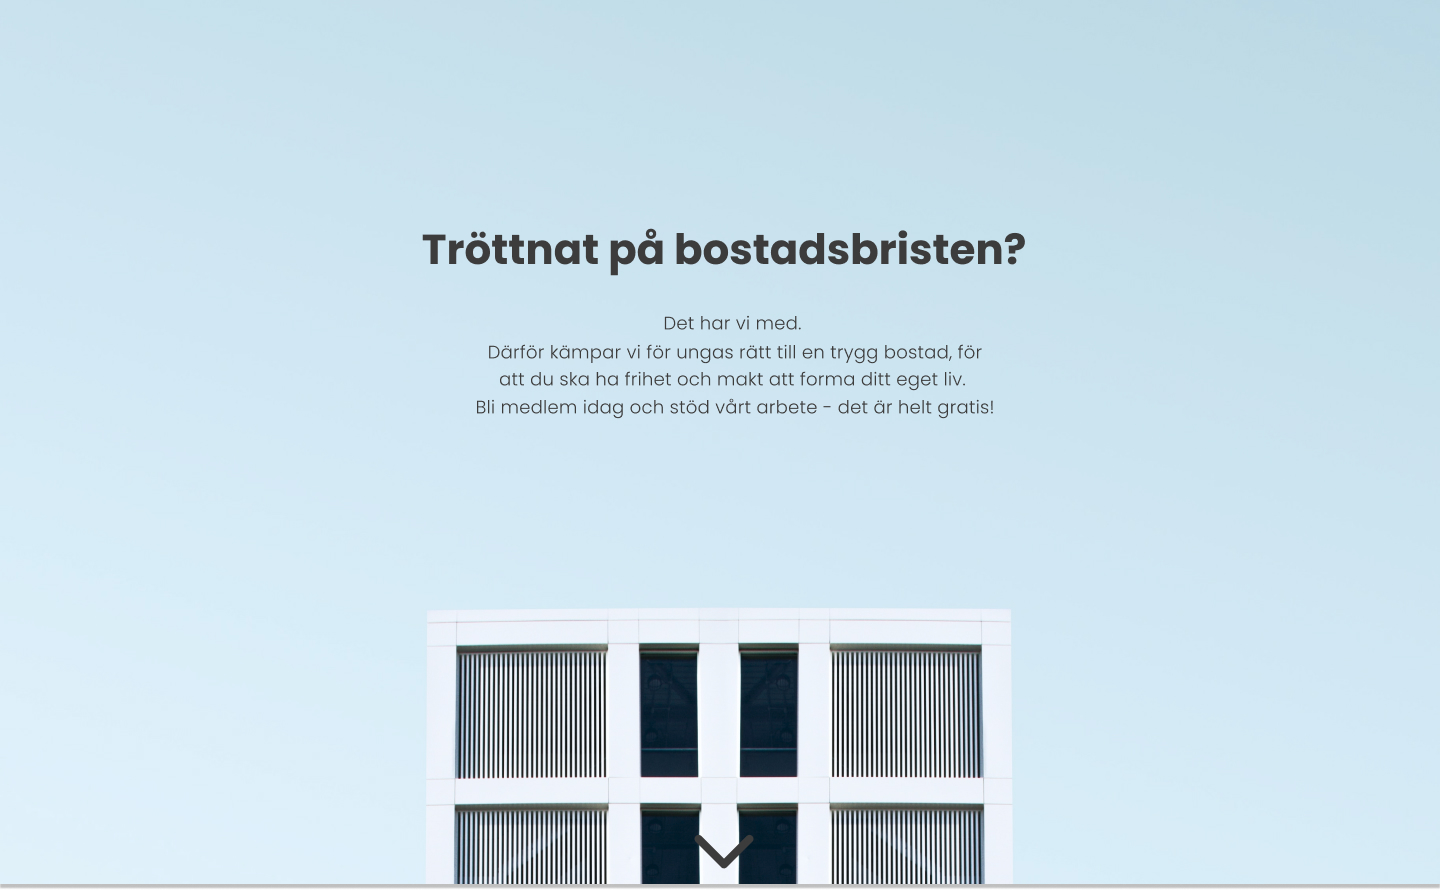 Tröttnat på bostadsbristen?
Det har vi med.
Därför kämpar vi för ungas rätt till en trygg bostad, för
att du ska ha frihet och makt att forma ditt eget liv.
Bli medlem idag och stöd vårt arbete - det är helt gratis!